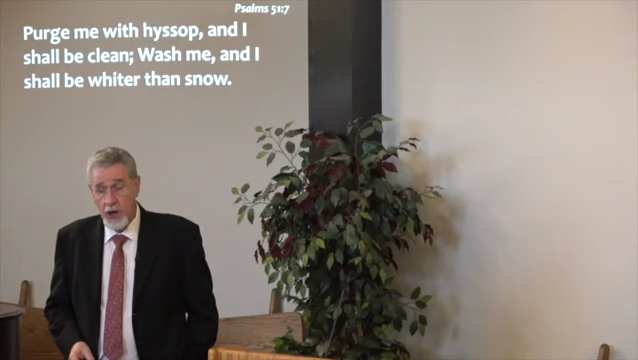 Psalms 51:7
Purge me with hyssop, and I
shall be clean; Wash me, and I
shall be whiter than snow.